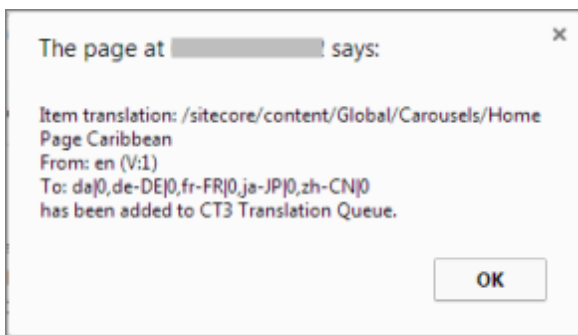 The page at says:
Item translation: /sitecore/content/Global/Carousels/Home
Page Caribbean
From: en (V:1)
To: da|0,de-DE|0,fr-FR|0,ja-JP|0,zh-CN|0
has been added to CT3 Translation Queue.
OK